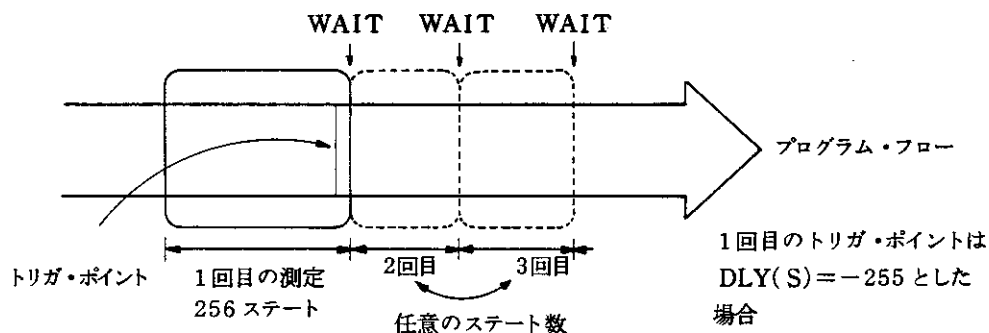 WAIT WAIT WAIT
プログラム・フロー
トリガ・ポイント
1回目の測定
256 ステート
2回目
3回目
任意のステート数
1回目のトリガ・ポイントは
DLY(S)=−255 とした
場合